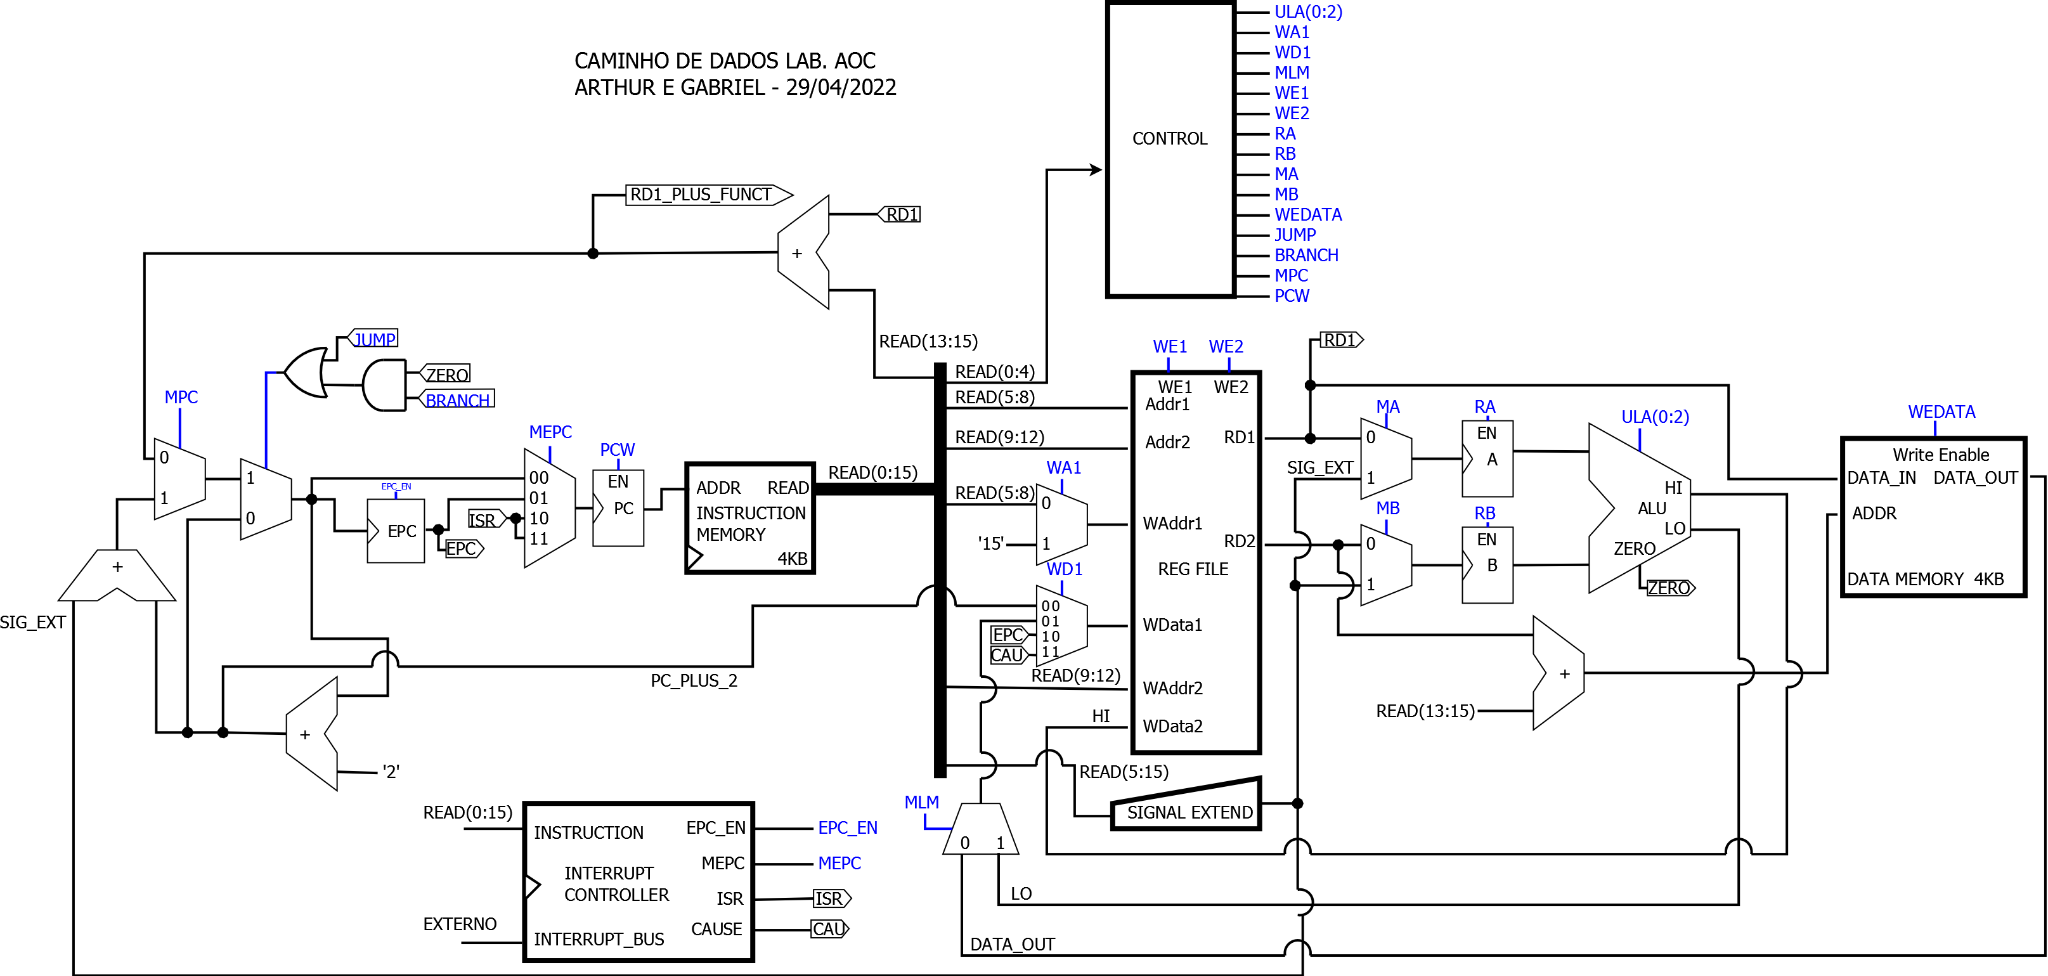 CAMINHO DE DADOS LAB. AOC
ARTHUR E GABRIEL - 29/04/2022
CONTROL
ULA(0:2)
WA1
WD1
MLM
WE1
WE2
RA
RB
MA
MB
WEDATA
JUMP
BRANCH
MPC
PCW
RD1_PLUS_FUNCT
RD1
+
READ(13:15)
JUMP
ZERO
BRANCH
MPC
0
1
1
0
+
SIG_EXT
EPC_EN
EPC
EPC
ISR
MEPC
00
01
10
11
PCW
EN
PC
ADDR READ
INSTRUCTION
MEMORY
4KB
READ(0:15)
PC_PLUS_2
+
'2'
READ(0:4)
READ(5:8)
READ(9:12)
READ(5:8)
WA1
0
1
'15'
WD1
00
01
10
11
EPC
CAU
READ(9:12)
HI
READ(5:15)
WE1 WE2
WE1 WE2
Addr1
Addr2
RD1
WAddr1
RD2
REG FILE
WData1
WAddr2
WData2
SIGNAL EXTEND
RD1
SIG_EXT
MA
0
1
MB
0
1
RA
EN
A
RB
EN
B
ULA(0:2)
HI
ALU
LO
ZERO
ZERO
+
READ(13:15)
WEDATA
Write Enable
DATA_IN DATA_OUT
ADDR
DATA MEMORY 4KB
MLM
0 1
LO
DATA_OUT
READ(0:15)
EXTERNO
INSTRUCTION
INTERRUPT
CONTROLLER
INTERRUPT_BUS
EPC_EN
MEPC
ISR
CAUSE
EPC_EN
MEPC
ISR
CAU